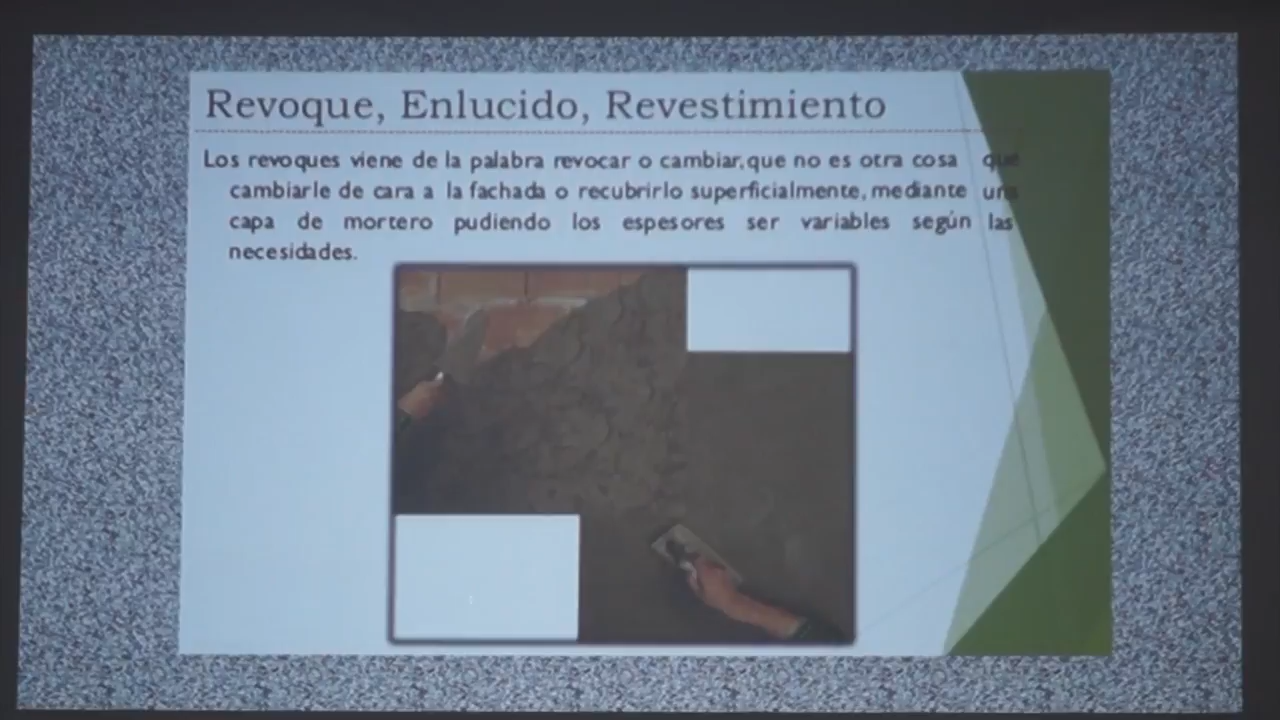 Revoque, Enlucido, Revestimiento
Los revoques viene de la palabra revocar o cambiar, que no es otra cosa que
cambiarle de cara a la fachada o recubrirlo superficialmente, mediante una
capa de mortero pudiendo los espesores ser variables según las
necesidades.